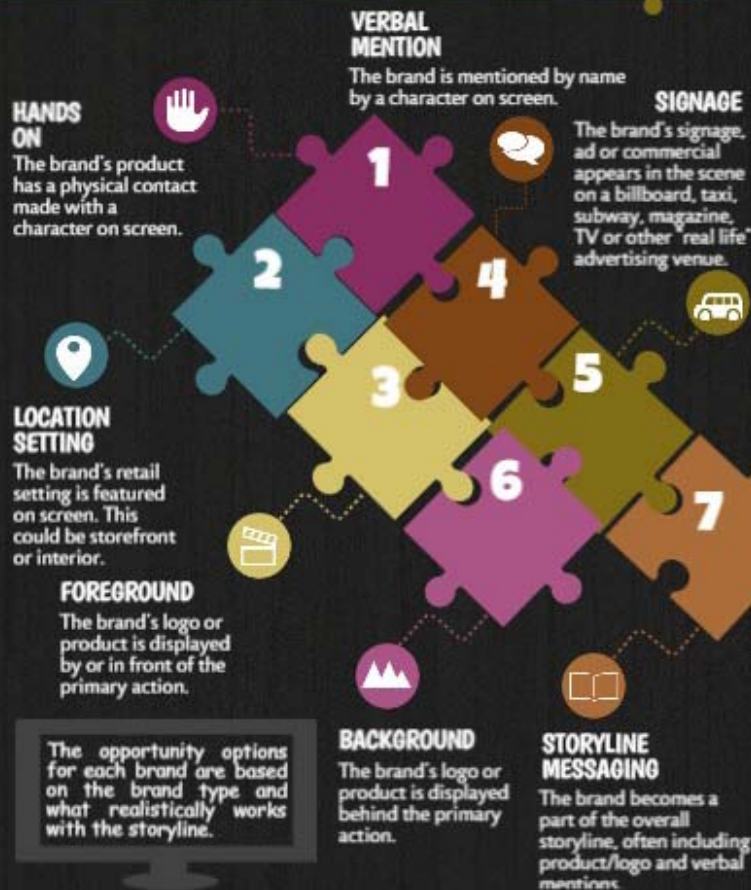 VERBAL
MENTION
The brand is mentioned by name
by a character on screen.
HANDS
ON
The brand's product
has a physical contact
made with a
character on screen.
SIGNAGE
The brand's signage,
ad or commercial
appears in the scene
on a billboard, taxi,
subway, magazine,
TV or other "real life"
advertising venue.
1
2
4
3
5
6
7
LOCATION
SETTING
The brand's retail
setting is featured
on screen. This
could be storefront
or interior.
FOREGROUND
The brand's logo or
product is displayed
by or in front of the
primary action.
The opportunity options
for each brand are based
on the brand type and
what realistically works
with the storyline.
BACKGROUND
The brand's logo or
product is displayed
behind the primary
action.
STORYLINE
MESSAGING
The brand becomes a
part of the overall
storyline, often including
product/logo and verbal
mentions.